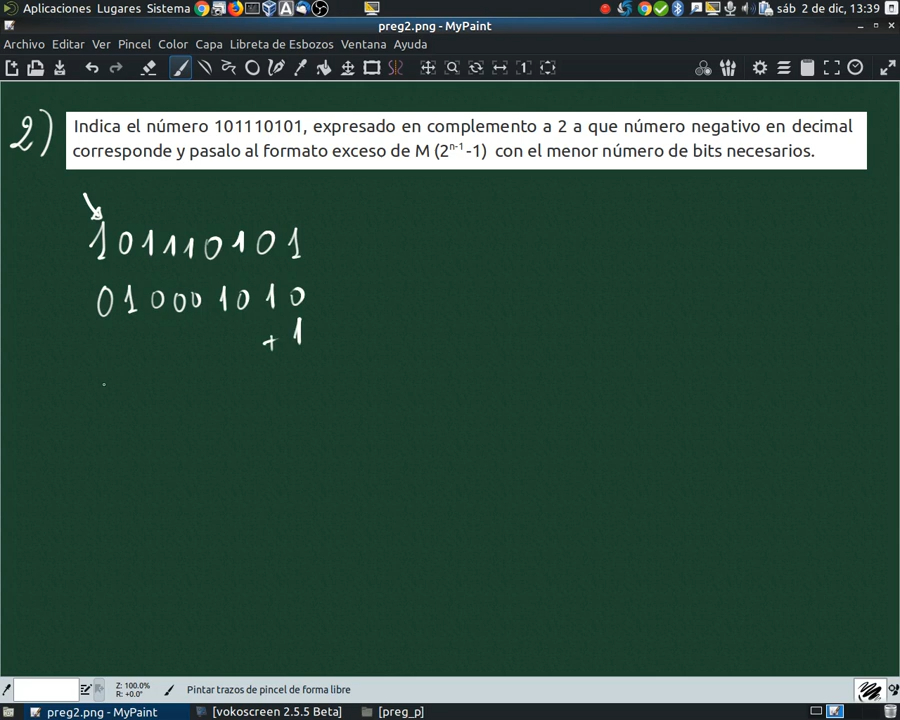 Aplicaciones Lugares Sistema sáb 2 de dic, 13:39
preg2.png - MyPaint
Archivo Editar Ver Pincel Color Capa Libreta de Esbozos Ventana Ayuda
2) Indica el número 101110101, expresado en complemento a 2 a que número negativo en decimal
corresponde y pasalo al formato exceso de M (2ⁿ⁻¹-1) con el menor número de bits necesarios.
101110101
010001010
+ 1
Z: 100.0%
R: +0.0°
Pintar trazos de pincel de forma libre
preg2.png - MyPaint [vokoscreen 2.5.5 Beta] [preg_p]